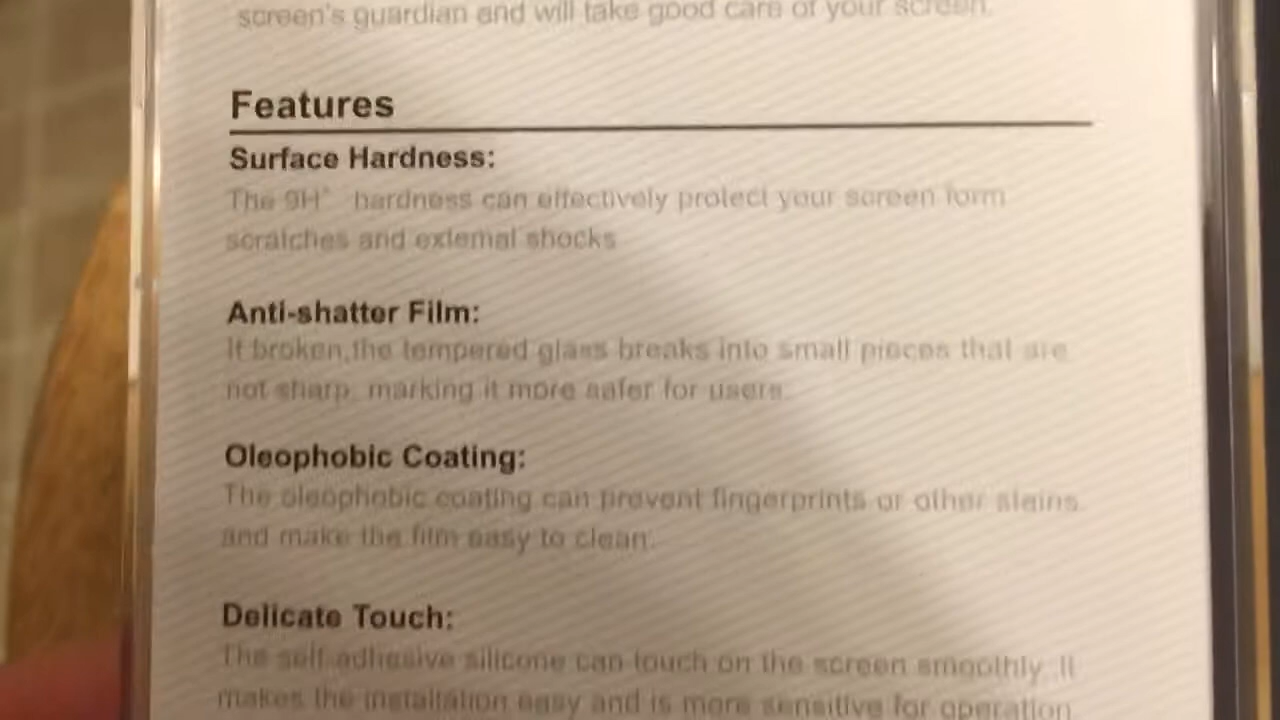 screen's guardian and will take good care of your screen.
Features
Surface Hardness:
The 9H* hardness can effectively protect your screen form
scratches and external shocks
Anti-shatter Film:
If broken,the tempered glass breaks into small pieces that are
not sharp, marking it more safer for users.
Oleophobic Coating:
The oleophobic coating can prevent fingerprints or other stains
and make the film easy to clean.
Delicate Touch:
The self-adhesive silicone can touch on the screen smoothly .It
makes the installation easy and is more sensitive for operation.